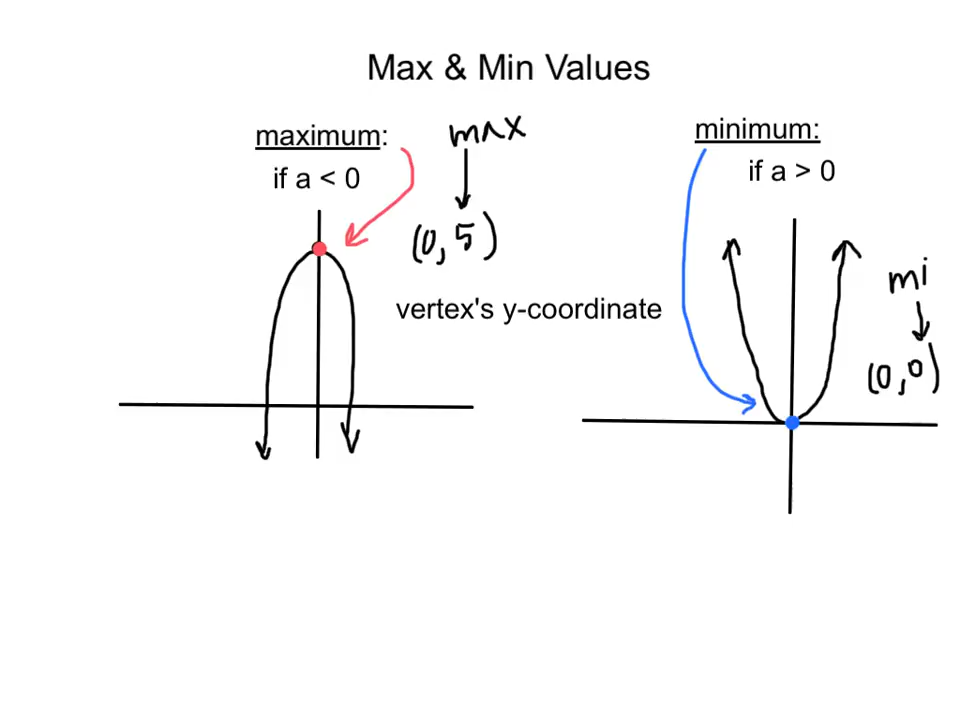 Max & Min Values
maximum:
if a < 0
max
(0, 5)
vertex's y-coordinate
minimum:
if a > 0
mi
(0, 0)